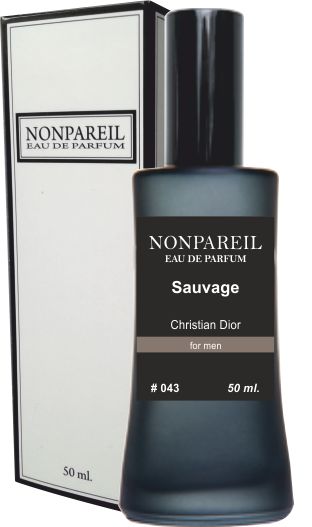 NONPAREIL
EAU DE PARFUM
50 ml.
NONPAREIL
EAU DE PARFUM
Sauvage
Christian Dior
for men
# 043 50 ml.